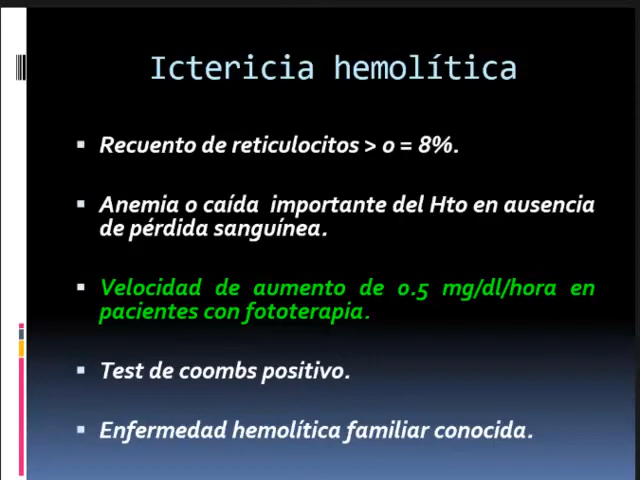 Ictericia hemolítica
Recuento de reticulocitos > o = 8%.
Anemia o caída importante del Hto en ausencia
de pérdida sanguínea.
Velocidad de aumento de 0.5 mg/dl/hora en
pacientes con fototerapia.
Test de coombs positivo.
Enfermedad hemolítica familiar conocida.